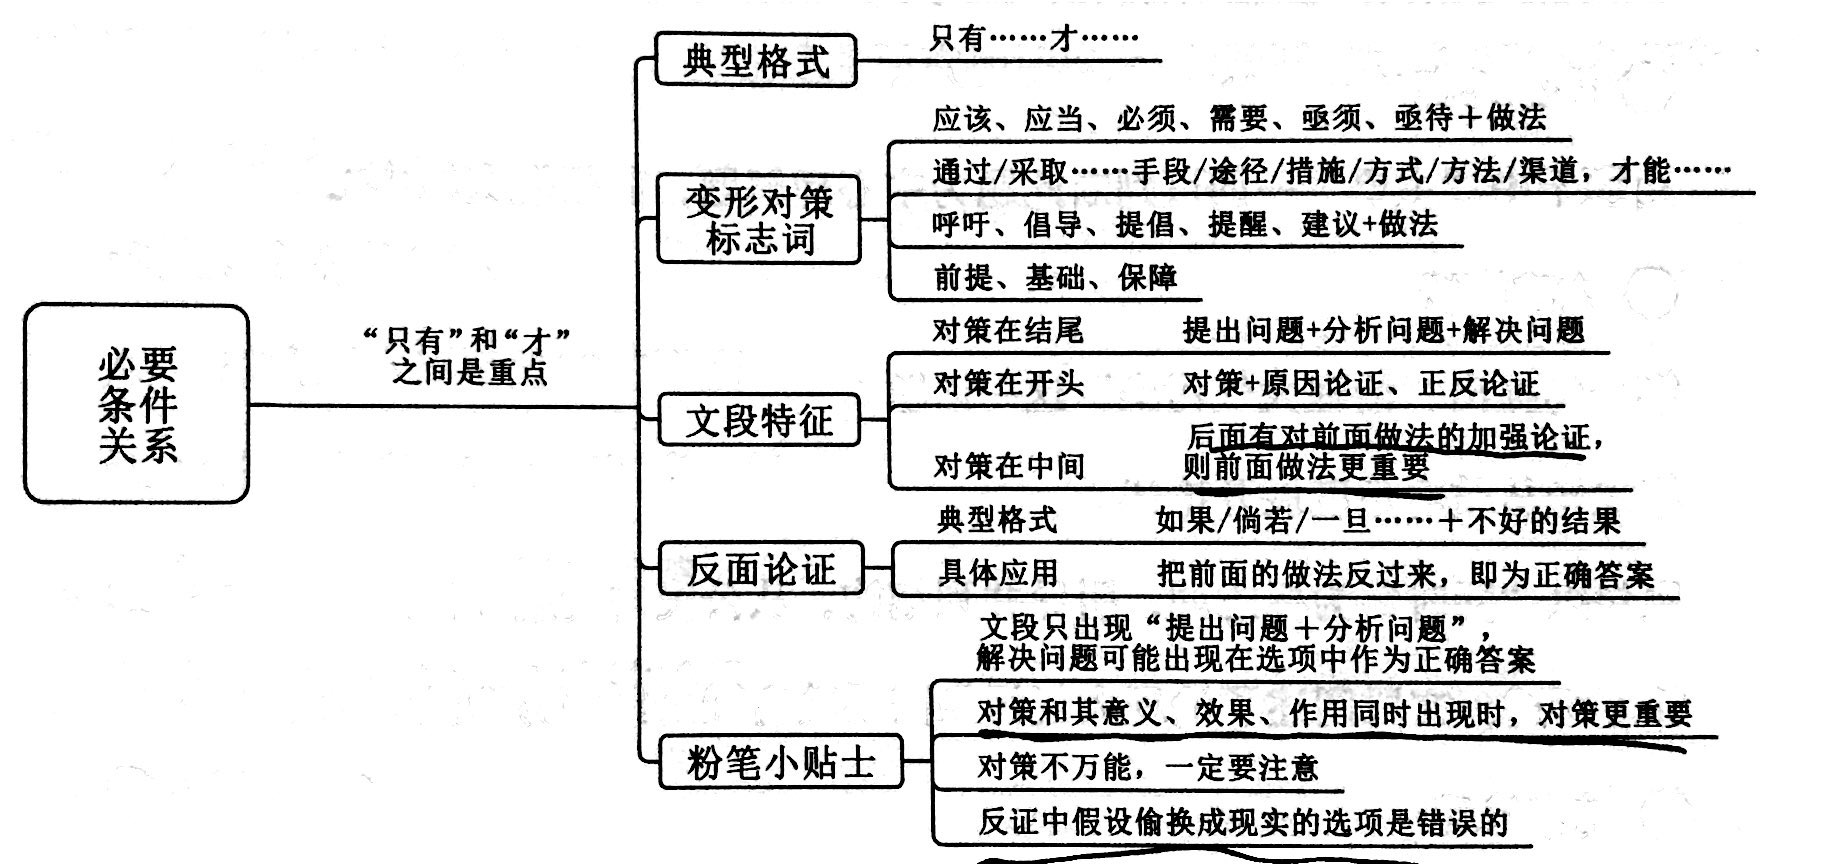 必要
条件
关系
“只有”和“才”
之间是重点
典型格式
只有……才……
变形对策
标志词
应该、应当、必须、需要、亟须、亟待＋做法
通过/采取……手段/途径/措施/方式/方法/渠道，才能……
呼吁、倡导、提倡、提醒、建议+做法
前提、基础、保障
文段特征
对策在结尾 提出问题+分析问题+解决问题
对策在开头 对策+原因论证、正反论证
对策在中间 后面有对前面做法的加强论证，
则前面做法更重要
反面论证
典型格式 如果/倘若/一旦……＋不好的结果
具体应用 把前面的做法反过来，即为正确答案
粉笔小贴士
文段只出现“提出问题＋分析问题”，
解决问题可能出现在选项中作为正确答案
对策和其意义、效果、作用同时出现时，对策更重要
对策不万能，一定要注意
反证中假设偷换成现实的选项是错误的